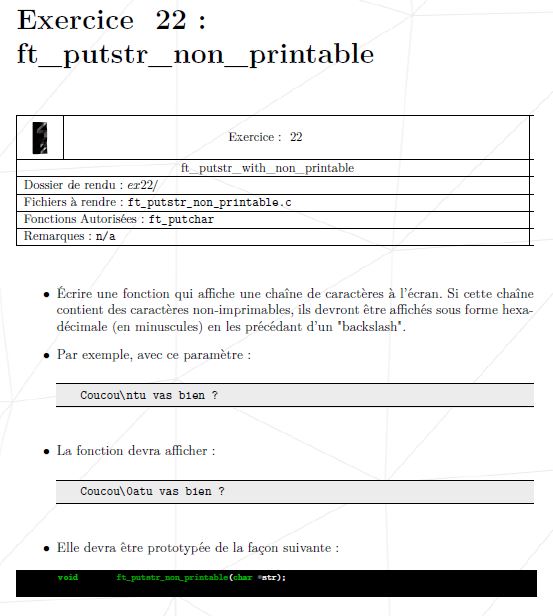 Exercice 22 :
ft_putstr_non_printable
Exercice : 22
ft_putstr_with_non_printable
Dossier de rendu : ex22/
Fichiers à rendre : ft_putstr_non_printable.c
Fonctions Autorisées : ft_putchar
Remarques : n/a
• Écrire une fonction qui affiche une chaîne de caractères à l'écran. Si cette chaîne
contient des caractères non-imprimables, ils devront être affichés sous forme hexa-
décimale (en minuscules) en les précédant d'un "backslash".
• Par exemple, avec ce paramètre :
Coucou\ntu vas bien ?
• La fonction devra afficher :
Coucou\0atu vas bien ?
• Elle devra être prototypée de la façon suivante :
void ft_putstr_non_printable(char *str);